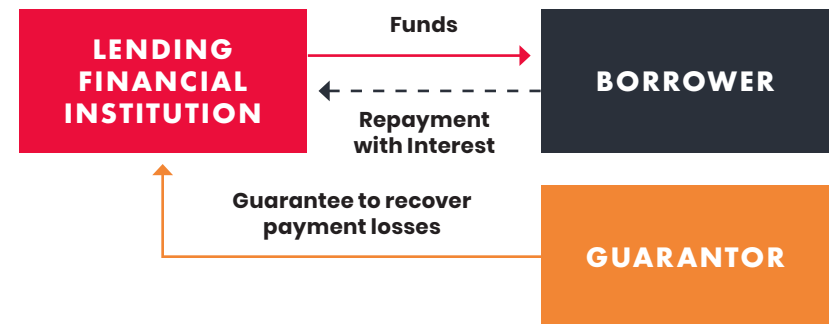 Funds
LENDING
FINANCIAL
INSTITUTION
BORROWER
Repayment
with Interest
Guarantee to recover
payment losses
GUARANTOR